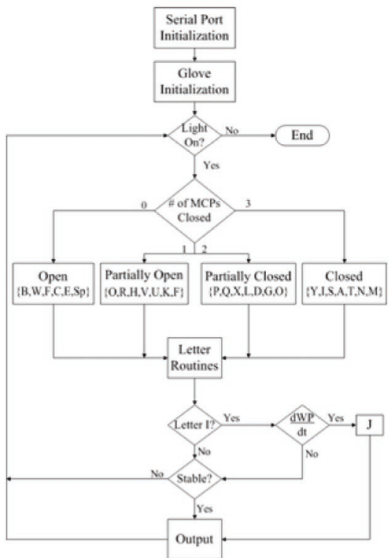 Serial Port
Initialization
Glove
Initialization
Light
On?
No
End
Yes
# of MCPs
Closed
0
3
1
2
Open
{B,W,F,C,E,Sp}
Partially Open
{O,R,H,V,U,K,F}
Partially Closed
{P,Q,X,L,D,G,O}
Closed
{Y,I,S,A,T,N,M}
Letter
Routines
Letter I?
Yes
dWP
dt
Yes
J
No
No
No
Stable?
Yes
Output